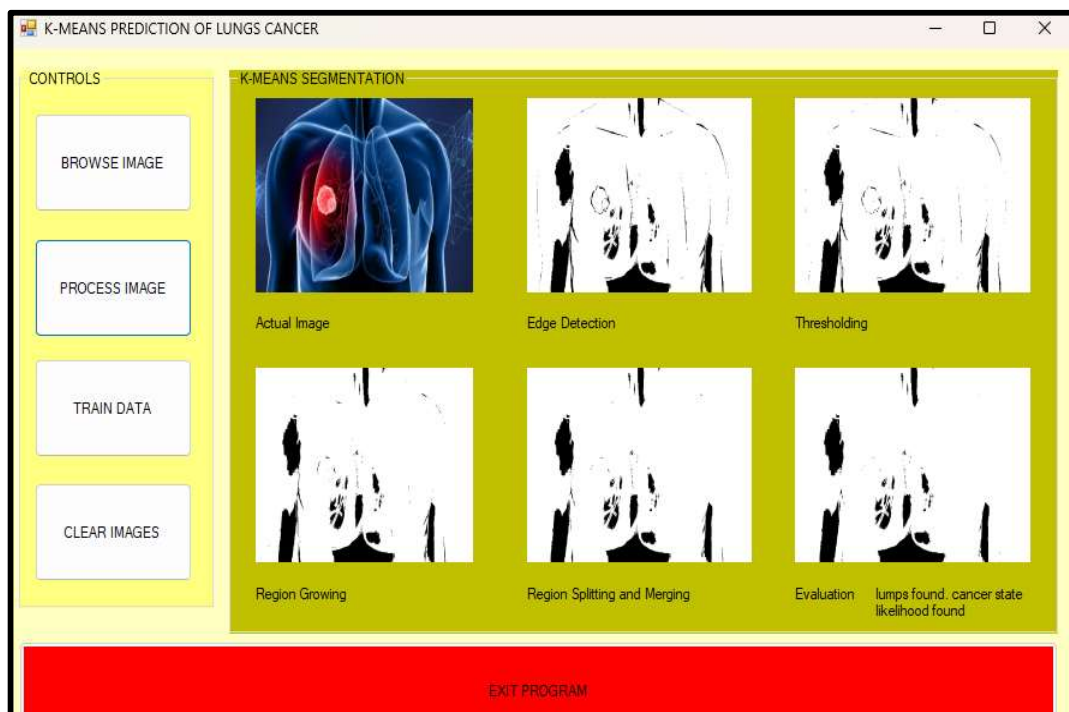 K-MEANS PREDICTION OF LUNGS CANCER
CONTROLS
BROWSE IMAGE
PROCESS IMAGE
TRAIN DATA
CLEAR IMAGES
K-MEANS SEGMENTATION
Actual Image
Edge Detection
Thresholding
Region Growing
Region Splitting and Merging
Evaluation
lumps found. cancer state
likelihood found
EXIT PROGRAM